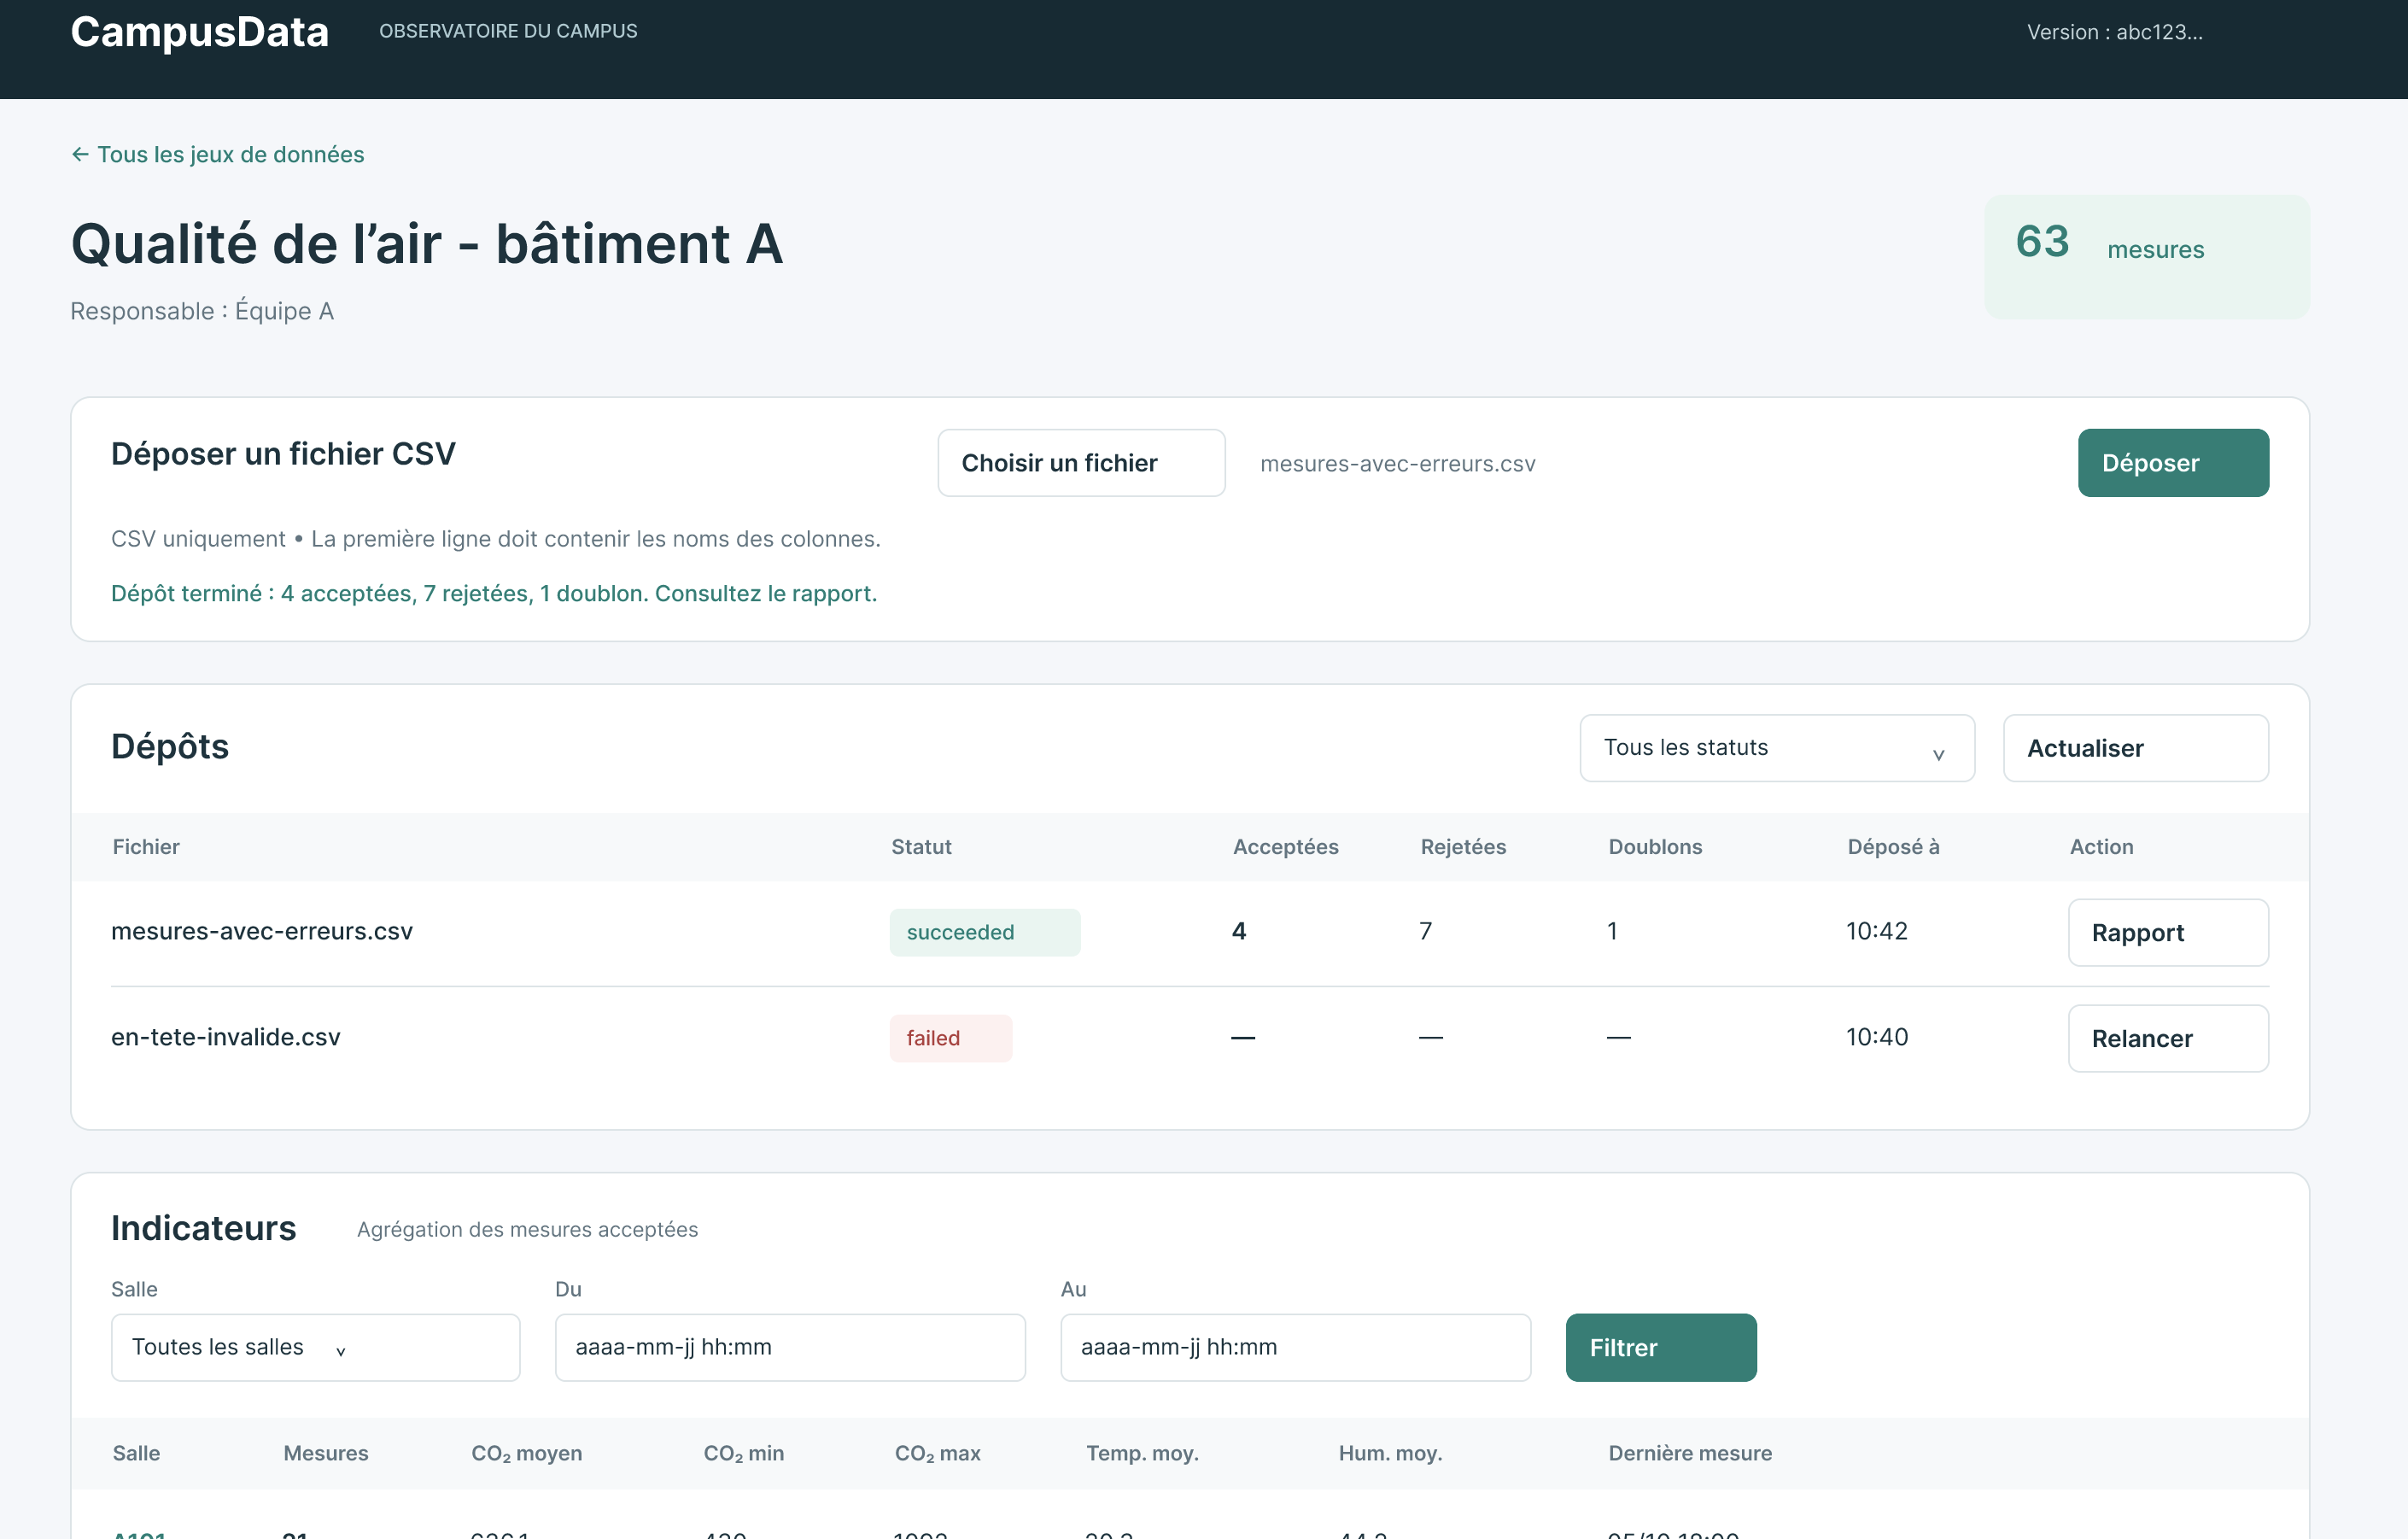 CampusData OBSERVATOIRE DU CAMPUS Version : abc123...
← Tous les jeux de données
Qualité de l’air - bâtiment A
63 mesures
Responsable : Équipe A
Déposer un fichier CSV
Choisir un fichier mesures-avec-erreurs.csv Déposer
CSV uniquement • La première ligne doit contenir les noms des colonnes.
Dépôt terminé : 4 acceptées, 7 rejetées, 1 doublon. Consultez le rapport.
Dépôts Tous les statuts Actualiser
Fichier Statut Acceptées Rejetées Doublons Déposé à Action
mesures-avec-erreurs.csv succeeded 4 7 1 10:42 Rapport
en-tete-invalide.csv failed — — — 10:40 Relancer
Indicateurs Agrégation des mesures acceptées
Salle Du Au
Toutes les salles aaaa-mm-jj hh:mm aaaa-mm-jj hh:mm Filtrer
Salle Mesures CO₂ moyen CO₂ min CO₂ max Temp. moy. Hum. moy. Dernière mesure